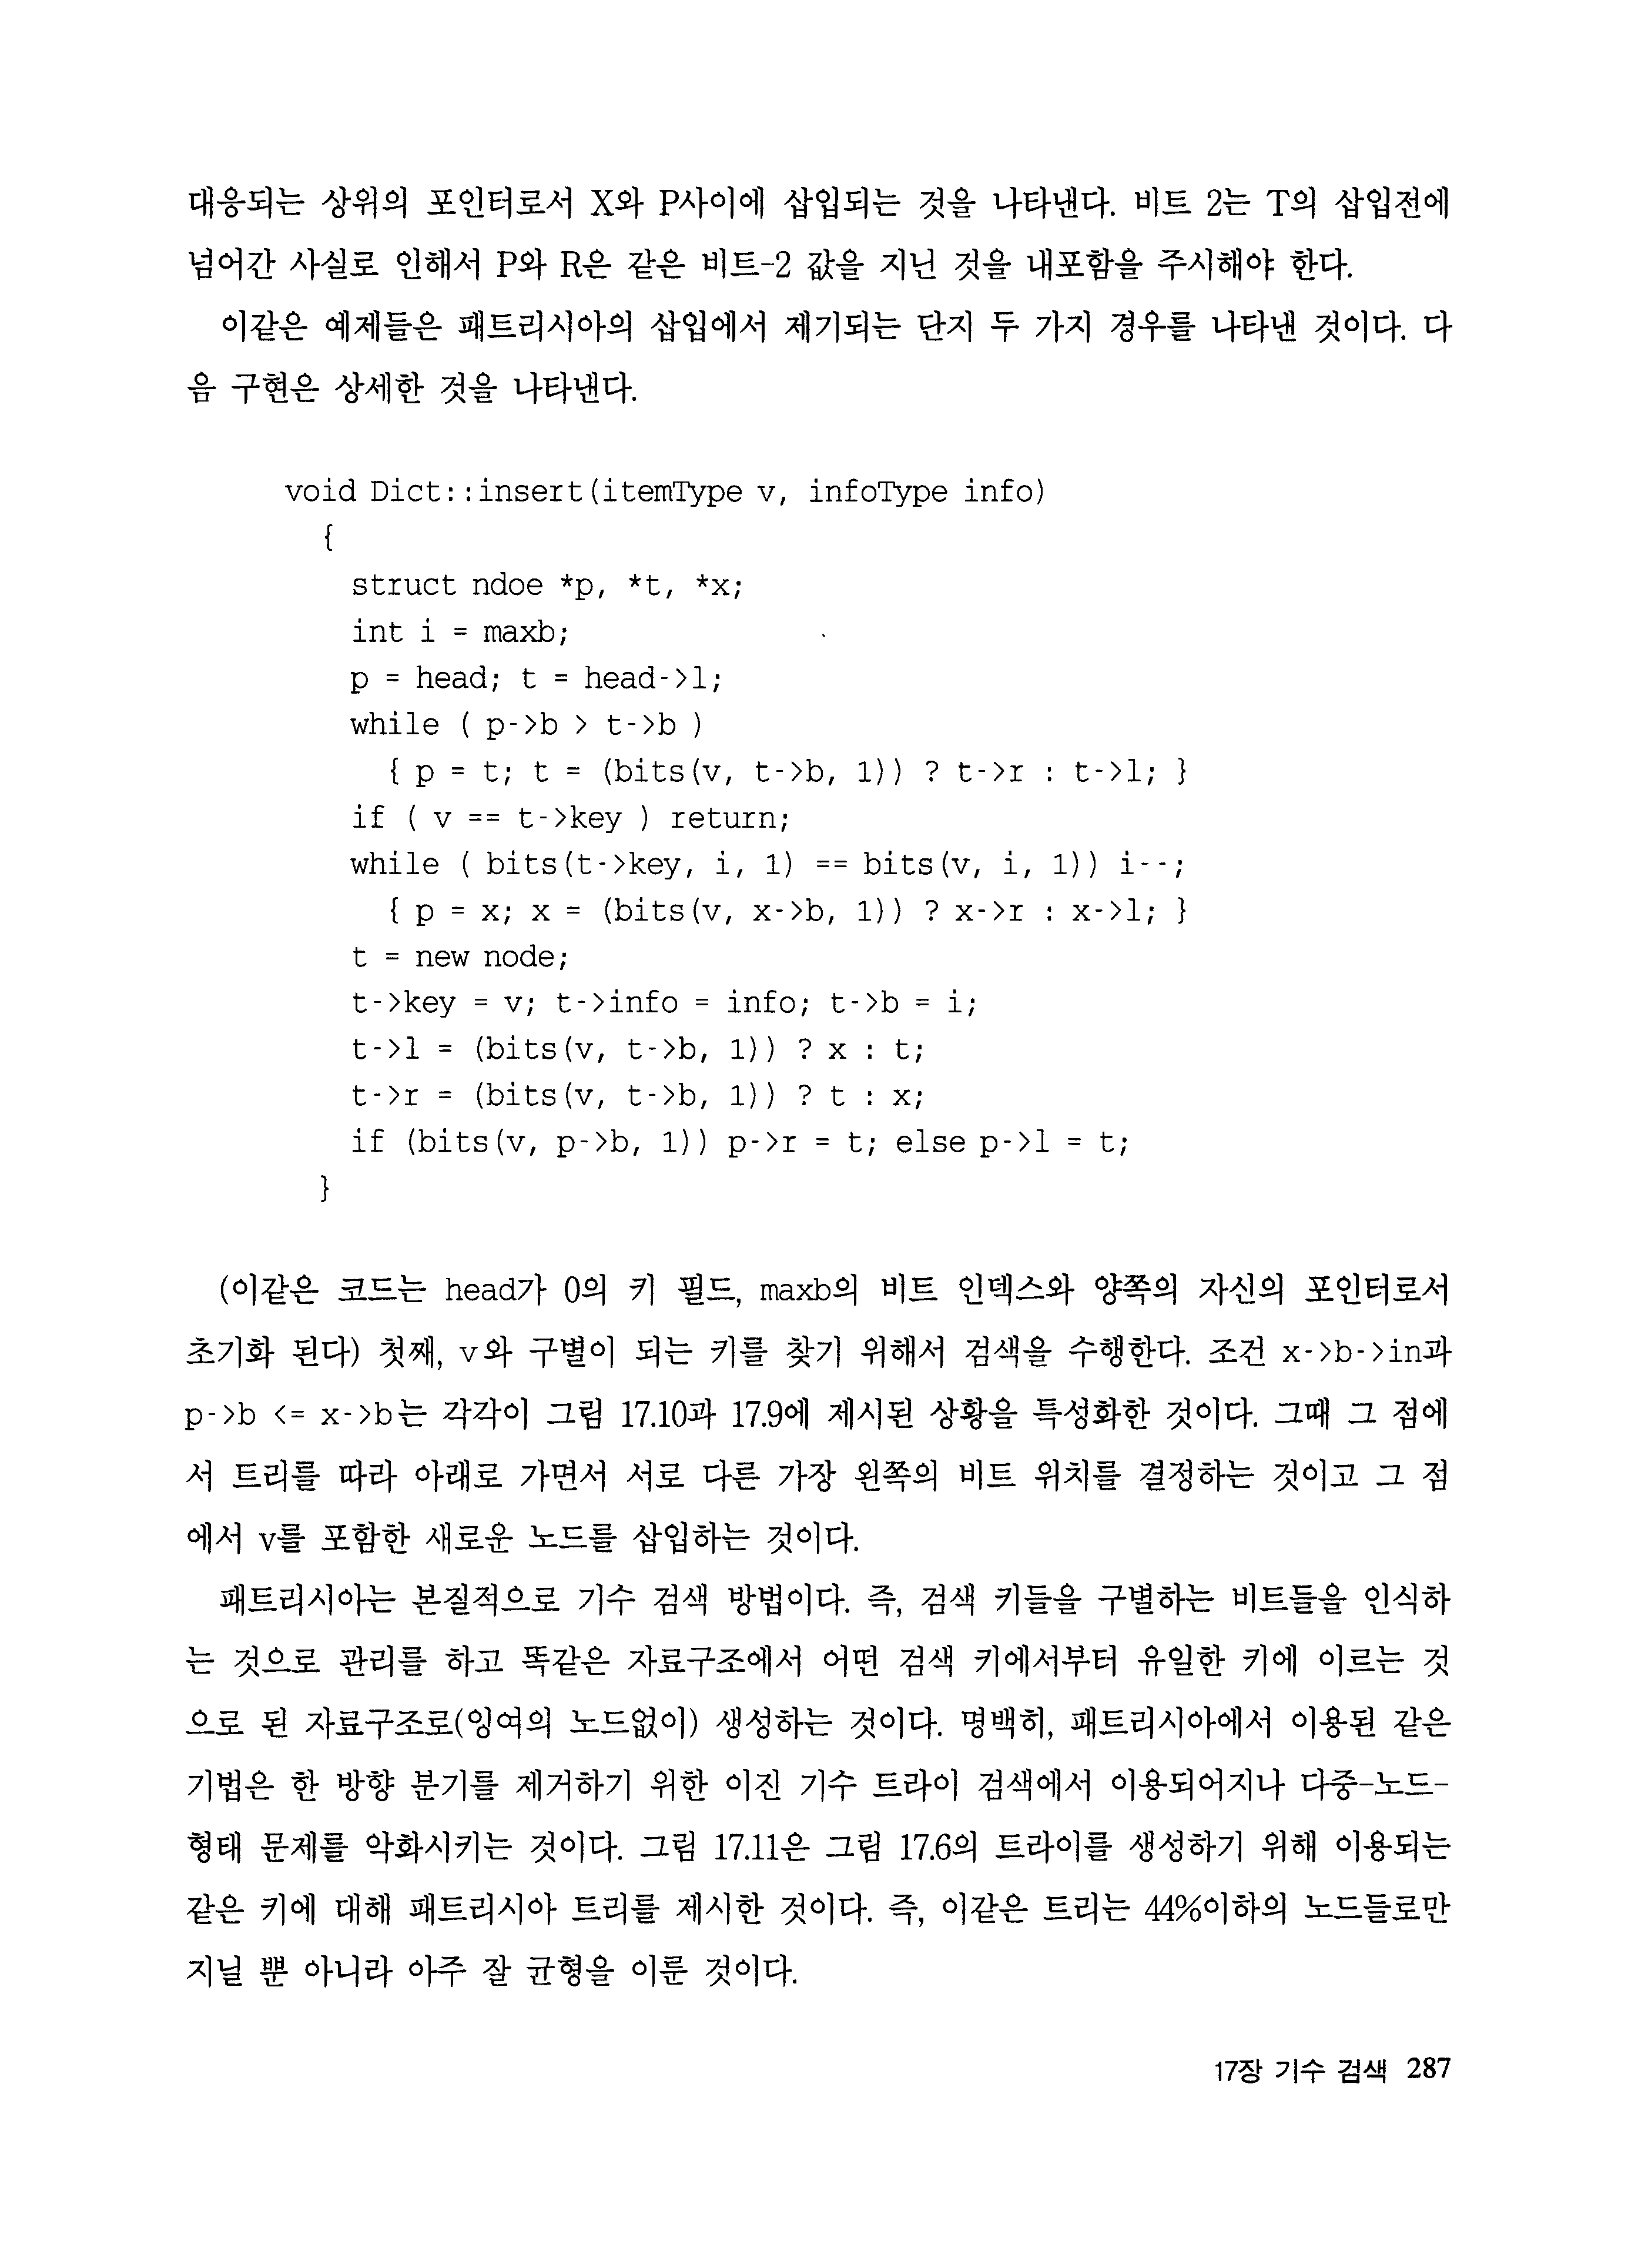 대응되는 상위의 포인터로서 X와 P사이에 삽입되는 것을 나타낸다. 비트 2는 T의 삽입전에
넘어간 사실로 인해서 P와 R은 같은 비트-2 값을 지닌 것을 내포함을 주시해야 한다.
이같은 예제들은 패트리시아의 삽입에서 제기되는 단지 두 가지 경우를 나타낸 것이다. 다
음 구현은 상세한 것을 나타낸다.
void Dict::insert(itemType v, infoType info)
{
struct ndoe *p, *t, *x;
int i = maxb;
p = head; t = head->l;
while ( p->b > t->b )
{ p = t; t = (bits(v, t->b, 1)) ? t->r : t->l; }
if ( v == t->key ) return;
while ( bits(t->key, i, 1) == bits(v, i, 1)) i--;
{ p = x; x = (bits(v, x->b, 1)) ? x->r : x->l; }
t = new node;
t->key = v; t->info = info; t->b = i;
t->l = (bits(v, t->b, 1)) ? x : t;
t->r = (bits(v, t->b, 1)) ? t : x;
if (bits(v, p->b, 1)) p->r = t; else p->l = t;
}
(이같은 코드는 head가 0의 키 필드, maxb의 비트 인덱스와 양쪽의 자신의 포인터로서
초기화 된다) 첫째, v와 구별이 되는 키를 찾기 위해서 검색을 수행한다. 조건 x->b->in과
p->b <= x->b는 각각이 그림 17.10과 17.9에 제시된 상황을 특성화한 것이다. 그때 그 점에
서 트리를 따라 아래로 가면서 서로 다른 가장 왼쪽의 비트 위치를 결정하는 것이고 그 점
에서 v를 포함한 새로운 노드를 삽입하는 것이다.
패트리시아는 본질적으로 기수 검색 방법이다. 즉, 검색 키들을 구별하는 비트들을 인식하
는 것으로 관리를 하고 똑같은 자료구조에서 어떤 검색 키에서부터 유일한 키에 이르는 것
으로 된 자료구조로(잉여의 노드없이) 생성하는 것이다. 명백히, 패트리시아에서 이용된 같은
기법은 한 방향 분기를 제거하기 위한 이진 기수 트라이 검색에서 이용되어지나 다중-노드-
형태 문제를 악화시키는 것이다. 그림 17.11은 그림 17.6의 트라이를 생성하기 위해 이용되는
같은 키에 대해 패트리시아 트리를 제시한 것이다. 즉, 이같은 트리는 44%이하의 노드들로만
지닐 뿐 아니라 아주 잘 균형을 이룬 것이다.
17장 기수 검색 287